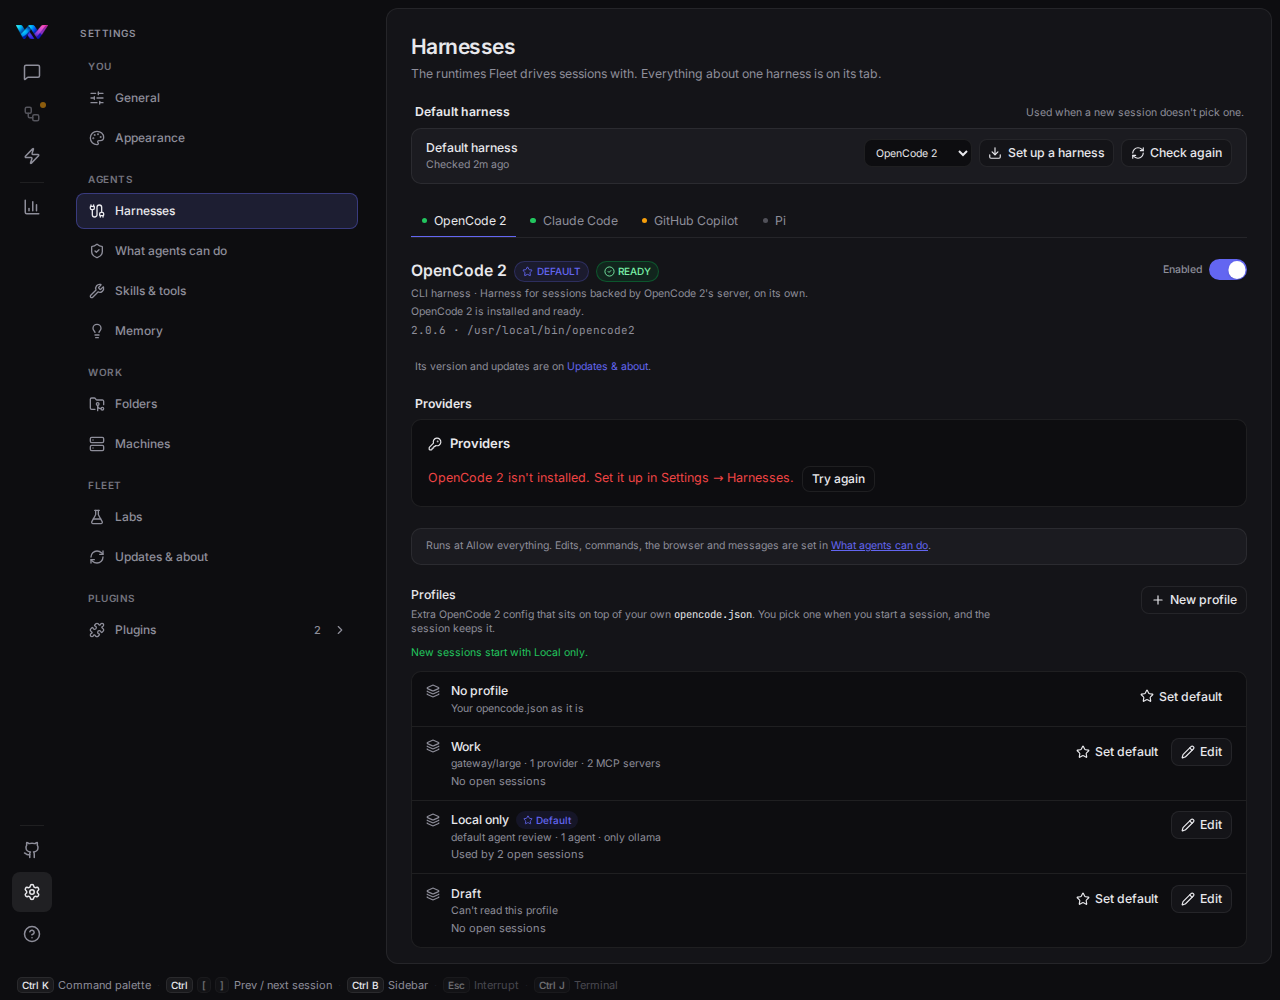 SETTINGS
YOU
General
Appearance
AGENTS
Harnesses
What agents can do
Skills & tools
Memory
WORK
Folders
Machines
FLEET
Labs
Updates & about
PLUGINS
Plugins 2
Harnesses
The runtimes Fleet drives sessions with. Everything about one harness is on its tab.
Default harness Used when a new session doesn't pick one.
Default harness
Checked 2m ago
OpenCode 2 Set up a harness Check again
OpenCode 2 Claude Code GitHub Copilot Pi
OpenCode 2 DEFAULT READY Enabled
CLI harness · Harness for sessions backed by OpenCode 2's server, on its own.
OpenCode 2 is installed and ready.
2.0.6 · /usr/local/bin/opencode2
Its version and updates are on Updates & about.
Providers
Providers
OpenCode 2 isn't installed. Set it up in Settings → Harnesses. Try again
Runs at Allow everything. Edits, commands, the browser and messages are set in What agents can do.
Profiles New profile
Extra OpenCode 2 config that sits on top of your own opencode.json. You pick one when you start a session, and the
session keeps it.
New sessions start with Local only.
No profile Set default
Your opencode.json as it is
Work Set default Edit
gateway/large · 1 provider · 2 MCP servers
No open sessions
Local only Default Edit
default agent review · 1 agent · only ollama
Used by 2 open sessions
Draft Set default Edit
Can't read this profile
No open sessions
Ctrl K Command palette Ctrl [ ] Prev / next session Ctrl B Sidebar Esc Interrupt Ctrl J Terminal